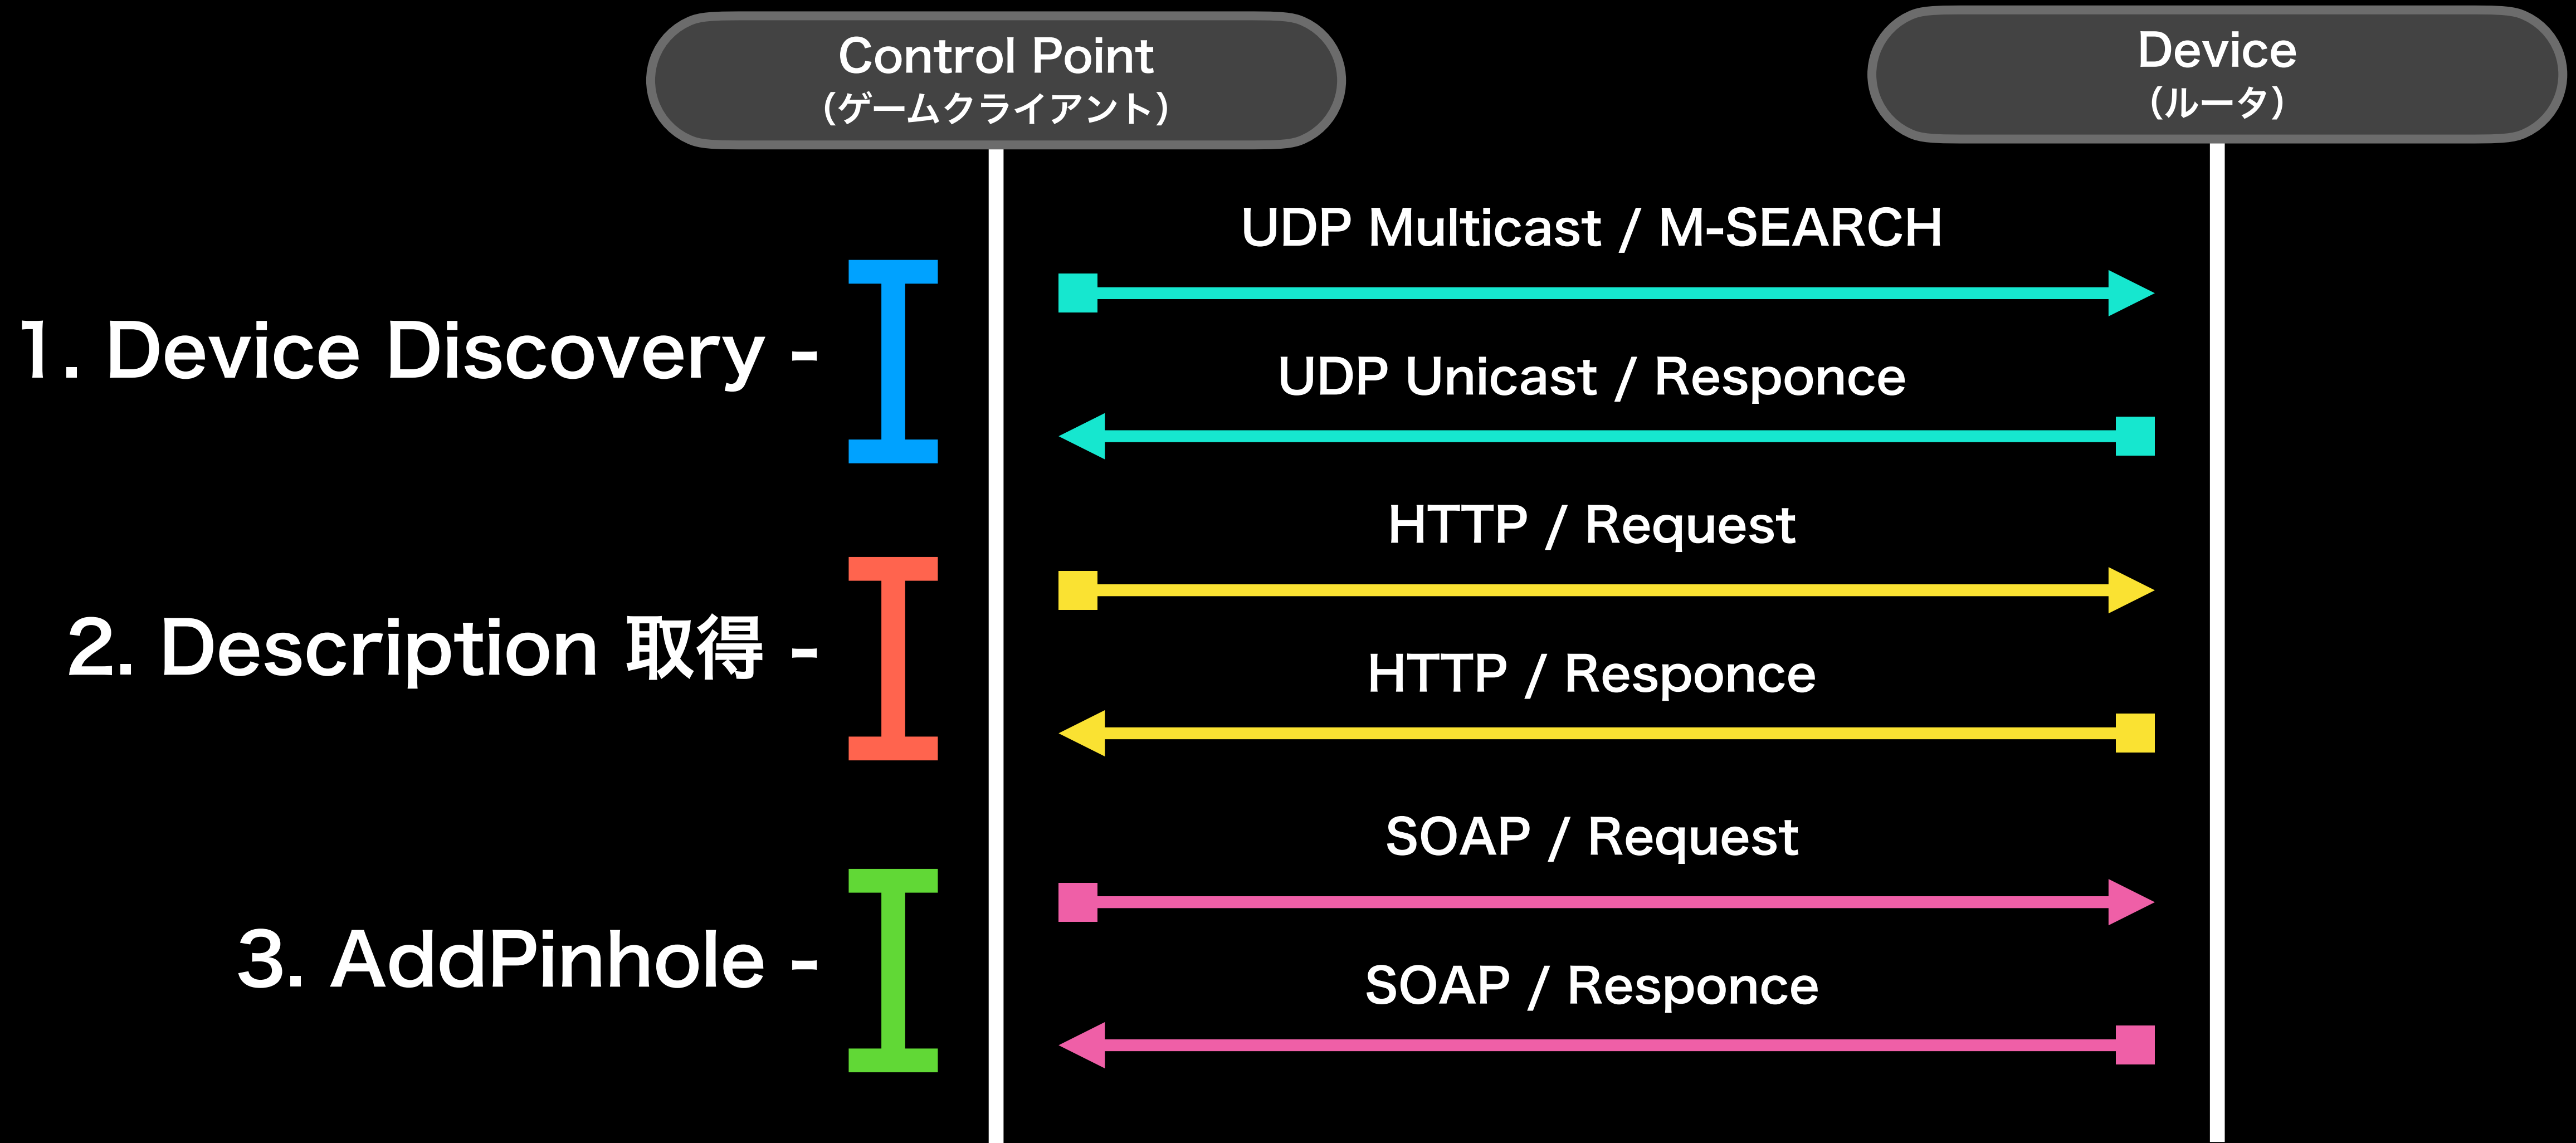 Control Point
（ゲームクライアント）
Device
（ルータ）
UDP Multicast / M-SEARCH
1. Device Discovery -
UDP Unicast / Responce
HTTP / Request
2. Description 取得 -
HTTP / Responce
SOAP / Request
3. AddPinhole -
SOAP / Responce